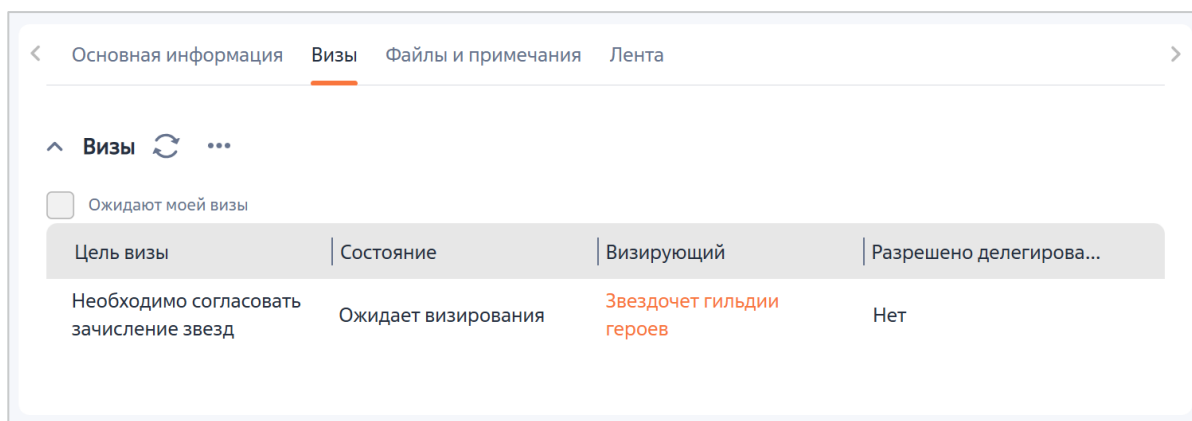 Основная информация Визы Файлы и примечания Лента
Визы
Ожидают моей визы
Цель визы Состояние Визирующий Разрешено делегирова...
Необходимо согласовать зачисление звезд Ожидает визирования Звездочет гильдии героев Нет